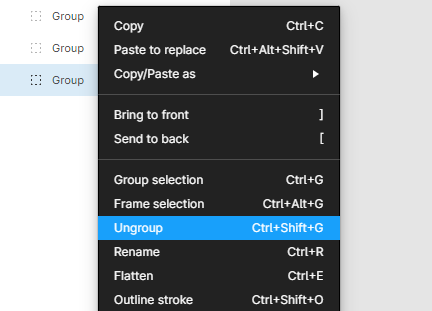 Group
Group
Group
Copy Ctrl+C
Paste to replace Ctrl+Alt+Shift+V
Copy/Paste as
Bring to front ]
Send to back [
Group selection Ctrl+G
Frame selection Ctrl+Alt+G
Ungroup Ctrl+Shift+G
Rename Ctrl+R
Flatten Ctrl+E
Outline stroke Ctrl+Shift+O